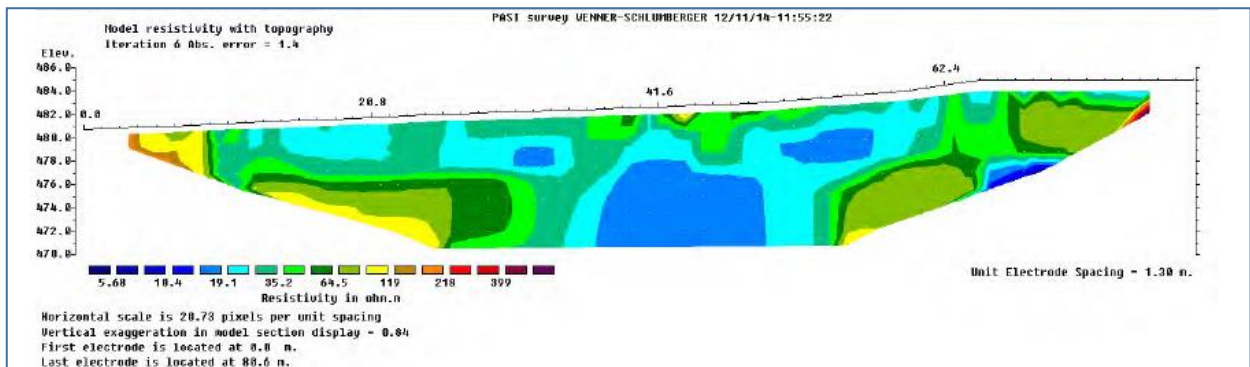 PASI survey WENNER-SCHLUMBERGER 12/11/14-11:55:22
Model resistivity with topography
Iteration 6 Abs. error = 1.4
Elev.
486.0
484.0
482.0
480.0
478.0
476.0
474.0
472.0
470.0
0.0 20.8 41.6 62.4
5.68 10.4 19.1 35.2 64.5 119 218 399
Resistivity in ohm.m
Unit Electrode Spacing = 1.30 m.
Horizontal scale is 20.73 pixels per unit spacing
Vertical exaggeration in model section display = 0.84
First electrode is located at 0.0 m.
Last electrode is located at 80.6 m.